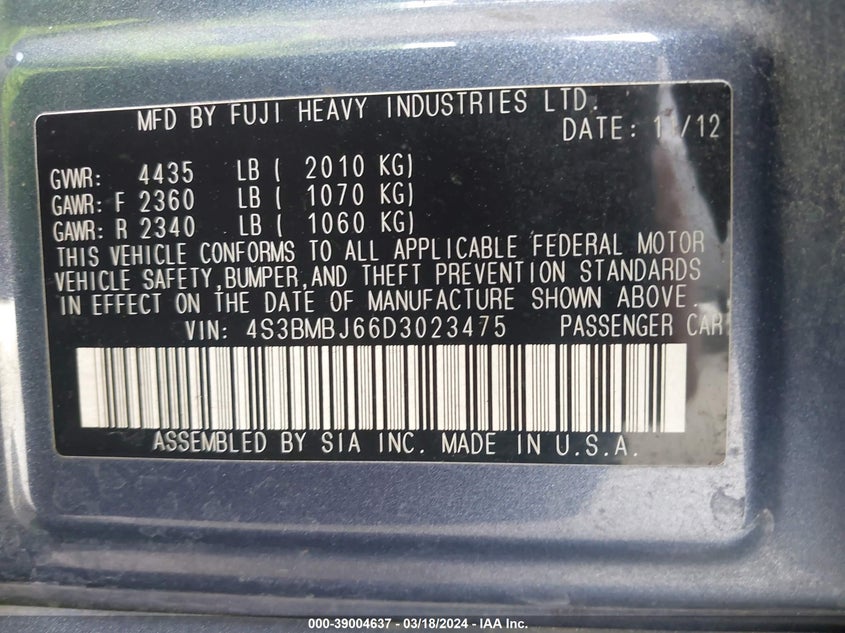 MFD BY FUJI HEAVY INDUSTRIES LTD.
DATE: 11/12
GVWR: 4435 LB ( 2010 KG)
GAWR: F 2360 LB ( 1070 KG)
GAWR: R 2340 LB ( 1060 KG)
THIS VEHICLE CONFORMS TO ALL APPLICABLE FEDERAL MOTOR
VEHICLE SAFETY,BUMPER,AND THEFT PREVENTION STANDARDS
IN EFFECT ON THE DATE OF MANUFACTURE SHOWN ABOVE.
VIN: 4S3BMBJ66D3023475 PASSENGER CAR
ASSEMBLED BY SIA INC. MADE IN U.S.A.
000-39004637 - 03/18/2024 - IAA Inc.